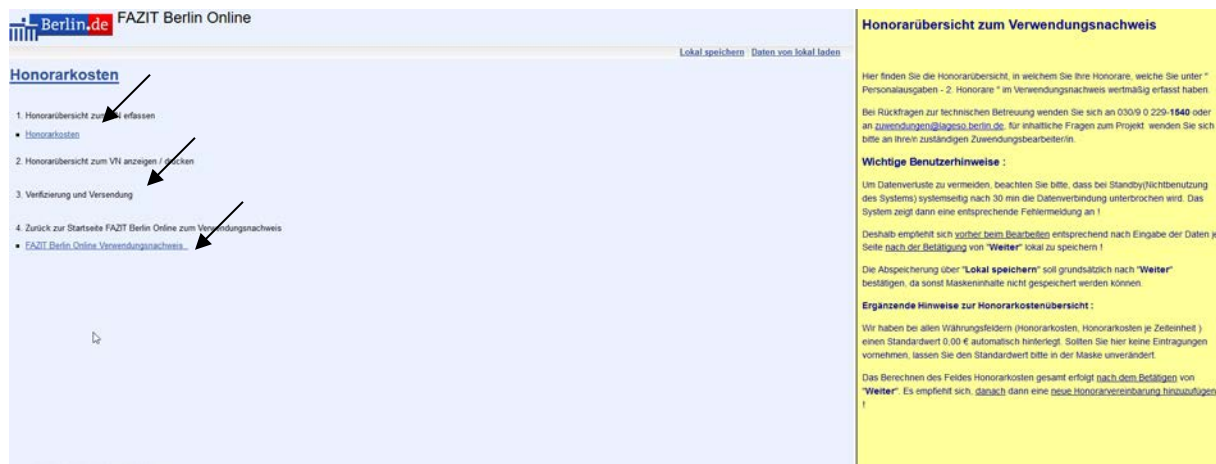 Berlin.de FAZIT Berlin Online
Lokal speichern Daten von lokal laden
Honorarkosten
1. Honorarübersicht zum VN erfassen
Honorarkosten
2. Honorarübersicht zum VN anzeigen / drucken
3. Verifizierung und Versendung
4. Zurück zur Startseite FAZIT Berlin Online zum Verwendungsnachweis
FAZIT Berlin Online Verwendungsnachweis
Honorarübersicht zum Verwendungsnachweis
Hier finden Sie die Honorarübersicht, in welchem Sie Ihre Honorare, welche Sie unter "
Personalausgaben - 2. Honorare " im Verwendungsnachweis wertmäßig erfasst haben.
Bei Rückfragen zur technischen Betreuung wenden Sie sich an 030/9 0 229-1540 oder
an zuwendungen@lageso.berlin.de, für inhaltliche Fragen zum Projekt wenden Sie sich
bitte an Ihre/n zuständigen Zuwendungsbearbeiter/in.
Wichtige Benutzerhinweise :
Um Datenverluste zu vermeiden, beachten Sie bitte, dass bei Standby(Nichtbenutzung
des Systems) systemseitig nach 30 min die Datenverbindung unterbrochen wird. Das
System zeigt dann eine entsprechende Fehlermeldung an !
Deshalb empfiehlt sich vorher beim Bearbeiten entsprechend nach Eingabe der Daten je
Seite nach der Betätigung von "Weiter" lokal zu speichern !
Die Abspeicherung über "Lokal speichern" soll grundsätzlich nach "Weiter"
bestätigen, da sonst Maskeninhalte nicht gespeichert werden können.
Ergänzende Hinweise zur Honorarkostenübersicht :
Wir haben bei allen Währungsfeldern (Honorarkosten, Honorarkosten je Zeiteinheit )
einen Standardwert 0,00 € automatisch hinterlegt. Sollten Sie hier keine Eintragungen
vornehmen, lassen Sie den Standardwert bitte in der Maske unverändert.
Das Berechnen des Feldes Honorarkosten gesamt erfolgt nach dem Betätigen von
"Weiter". Es empfiehlt sich, danach dann eine neue Honorarvereinbarung hinzuzufügen
!